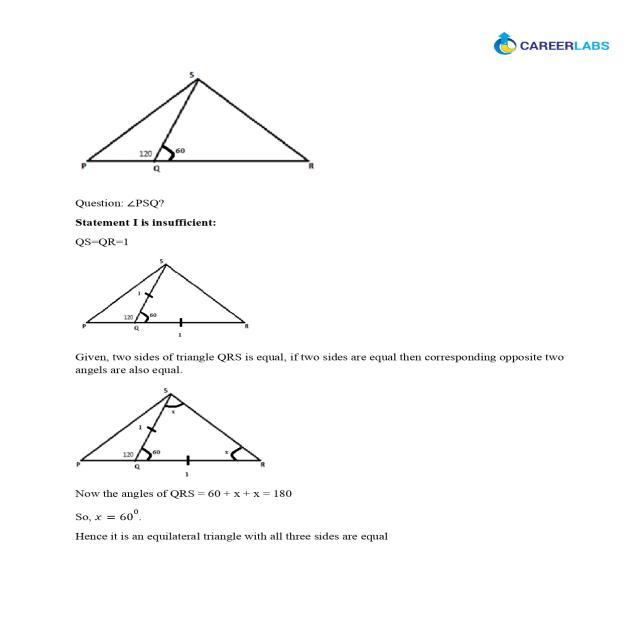 CAREERLABS
S
120
60
P
Q
R
Question: ∠PSQ?
Statement I is insufficient:
QS=QR=1
S
1
120
60
P
Q
R
1
Given, two sides of triangle QRS is equal, if two sides are equal then corresponding opposite two
angels are also equal.
S
x
1
120
60
x
P
Q
R
1
Now the angles of QRS = 60 + x + x = 180
So, x = 60⁰.
Hence it is an equilateral triangle with all three sides are equal